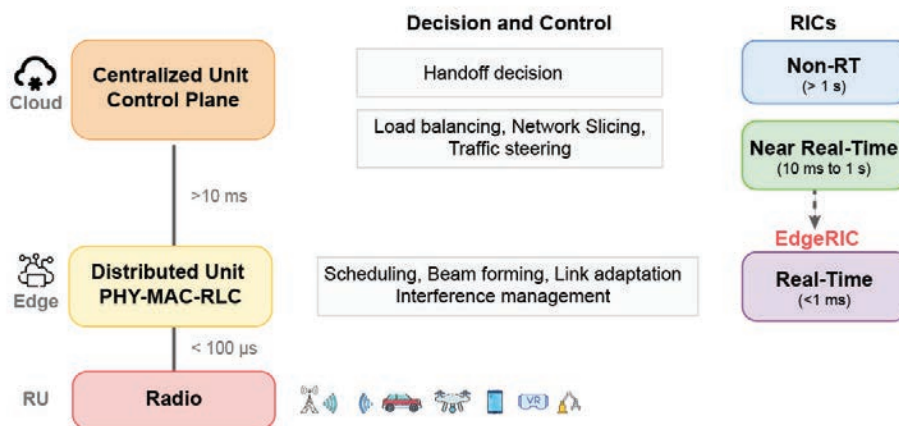 Decision and Control
RICs
Cloud
Centralized Unit
Control Plane
Handoff decision
Non-RT
(> 1 s)
Load balancing, Network Slicing,
Traffic steering
Near Real-Time
(10 ms to 1 s)
>10 ms
EdgeRIC
Edge
Distributed Unit
PHY-MAC-RLC
Scheduling, Beam forming, Link adaptation
Interference management
Real-Time
(<1 ms)
< 100 µs
RU
Radio
VR